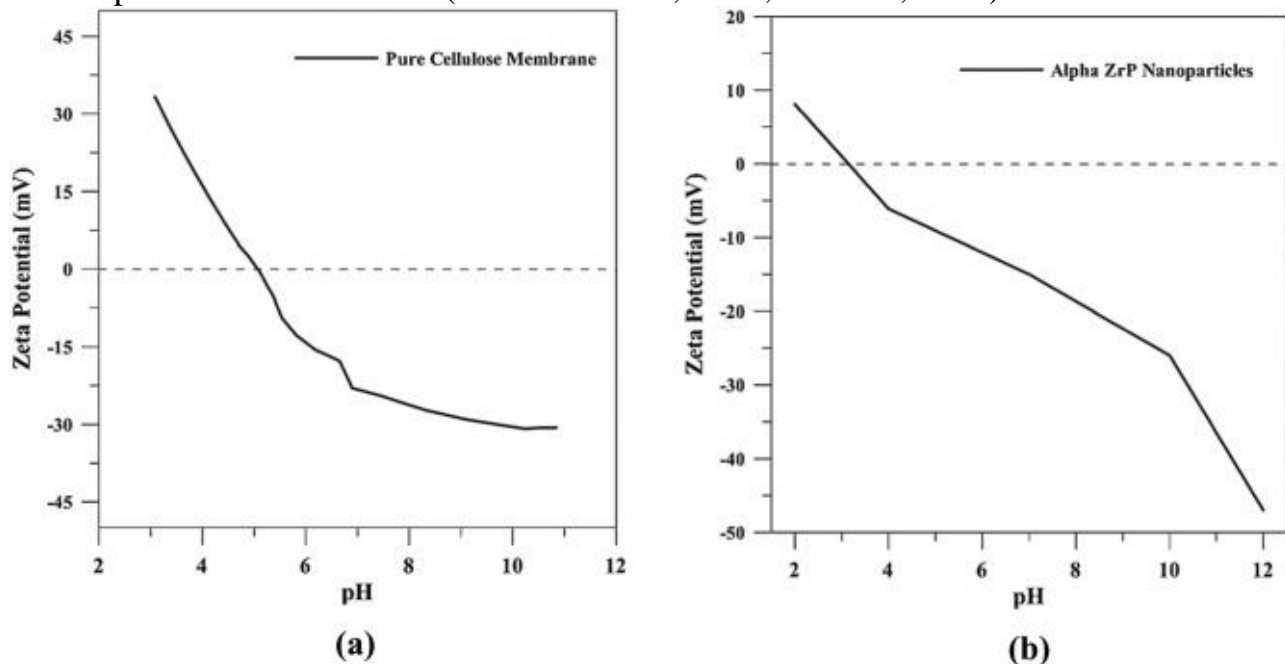 Pure Cellulose Membrane
45
30
15
0
-15
-30
-45
Zeta Potential (mV)
2 4 6 8 10 12
pH
(a)
Alpha ZrP Nanoparticles
20
10
0
-10
-20
-30
-40
-50
Zeta Potential (mV)
2 4 6 8 10 12
pH
(b)